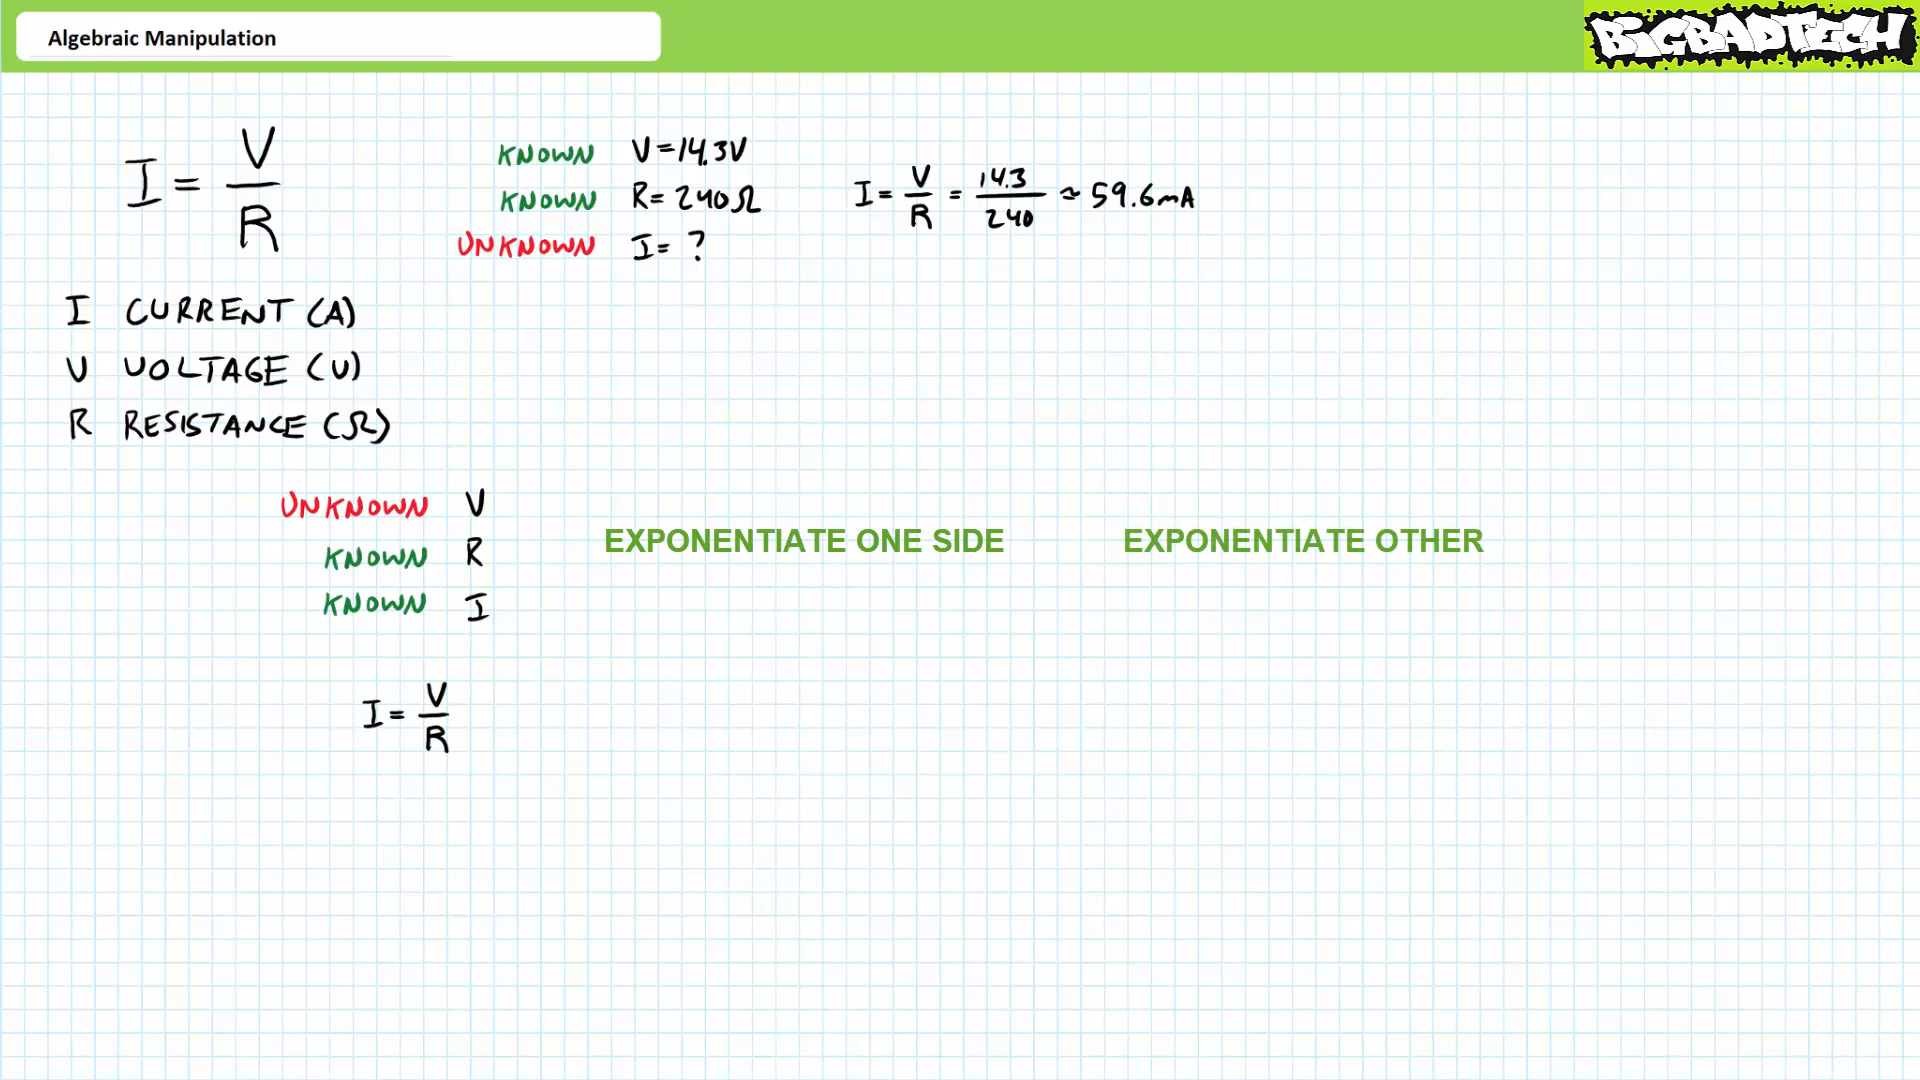 Algebraic Manipulation
BIGBADTECH
I = V/R
KNOWN V=14.3V
KNOWN R=240Ω
UNKNOWN I=?
I = V/R = 14.3/240 ≈ 59.6mA
I CURRENT (A)
V VOLTAGE (V)
R RESISTANCE (Ω)
UNKNOWN V
KNOWN R
KNOWN I
EXPONENTIATE ONE SIDE EXPONENTIATE OTHER
I = V/R